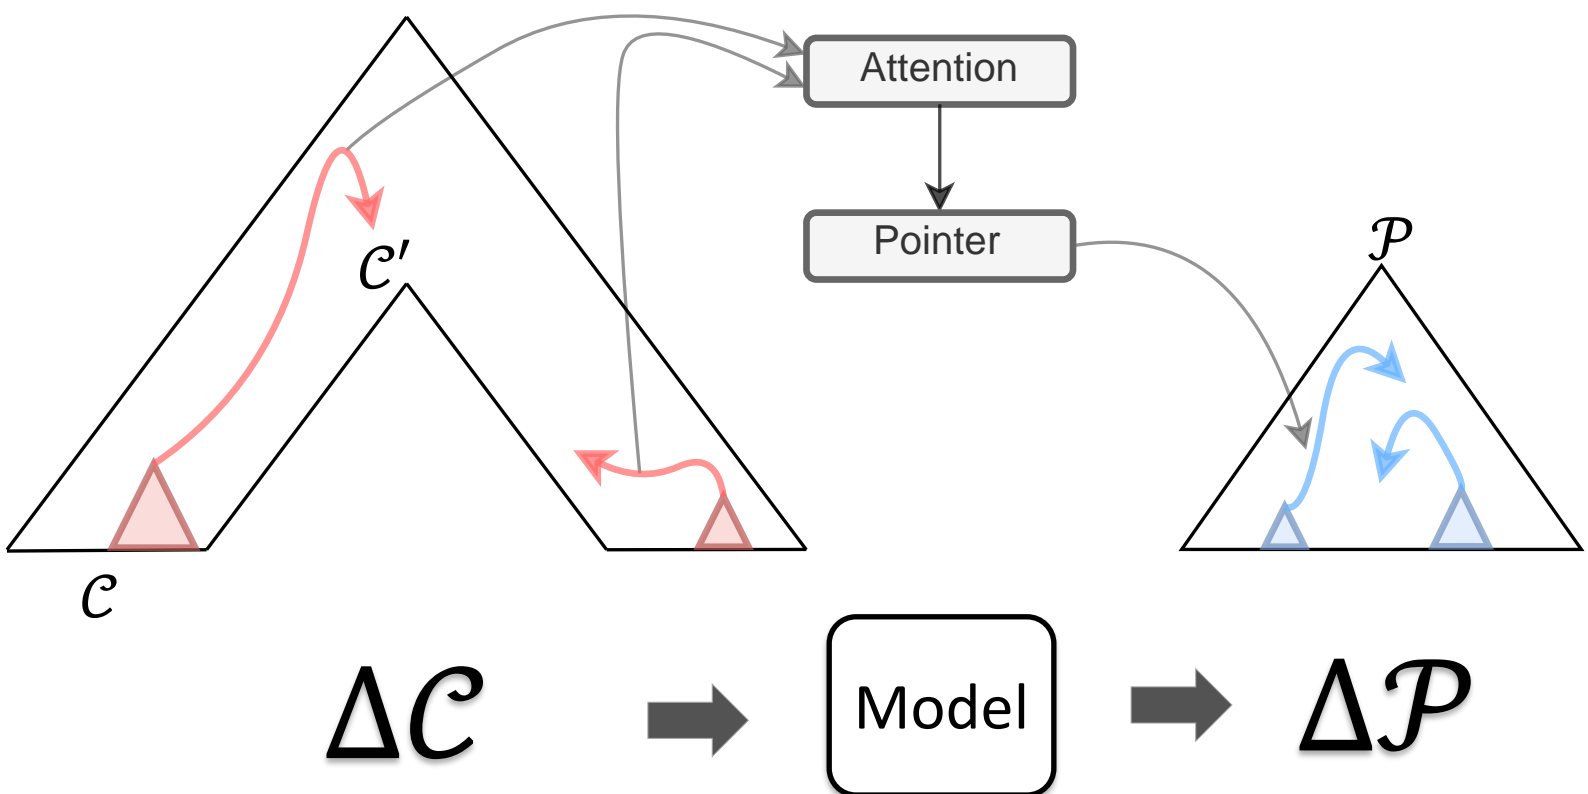 Attention
Pointer
𝒫
𝒞′
𝒞
Δ𝒞
Model
Δ𝒫